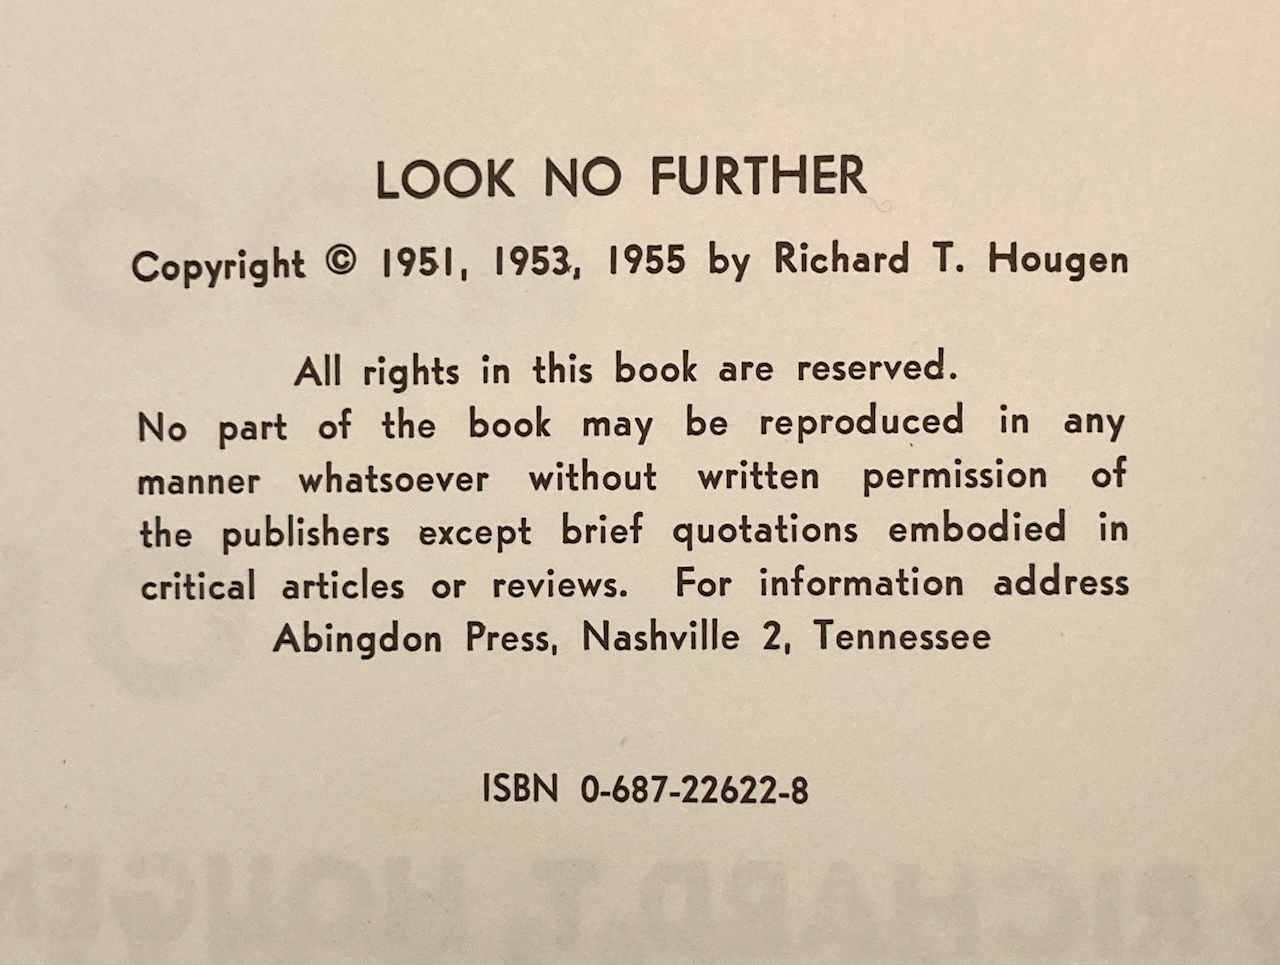 LOOK NO FURTHER
Copyright © 1951, 1953, 1955 by Richard T. Hougen
All rights in this book are reserved.
No part of the book may be reproduced in any
manner whatsoever without written permission of
the publishers except brief quotations embodied in
critical articles or reviews. For information address
Abingdon Press, Nashville 2, Tennessee
ISBN 0-687-22622-8
RICHARD T. HOUGEN